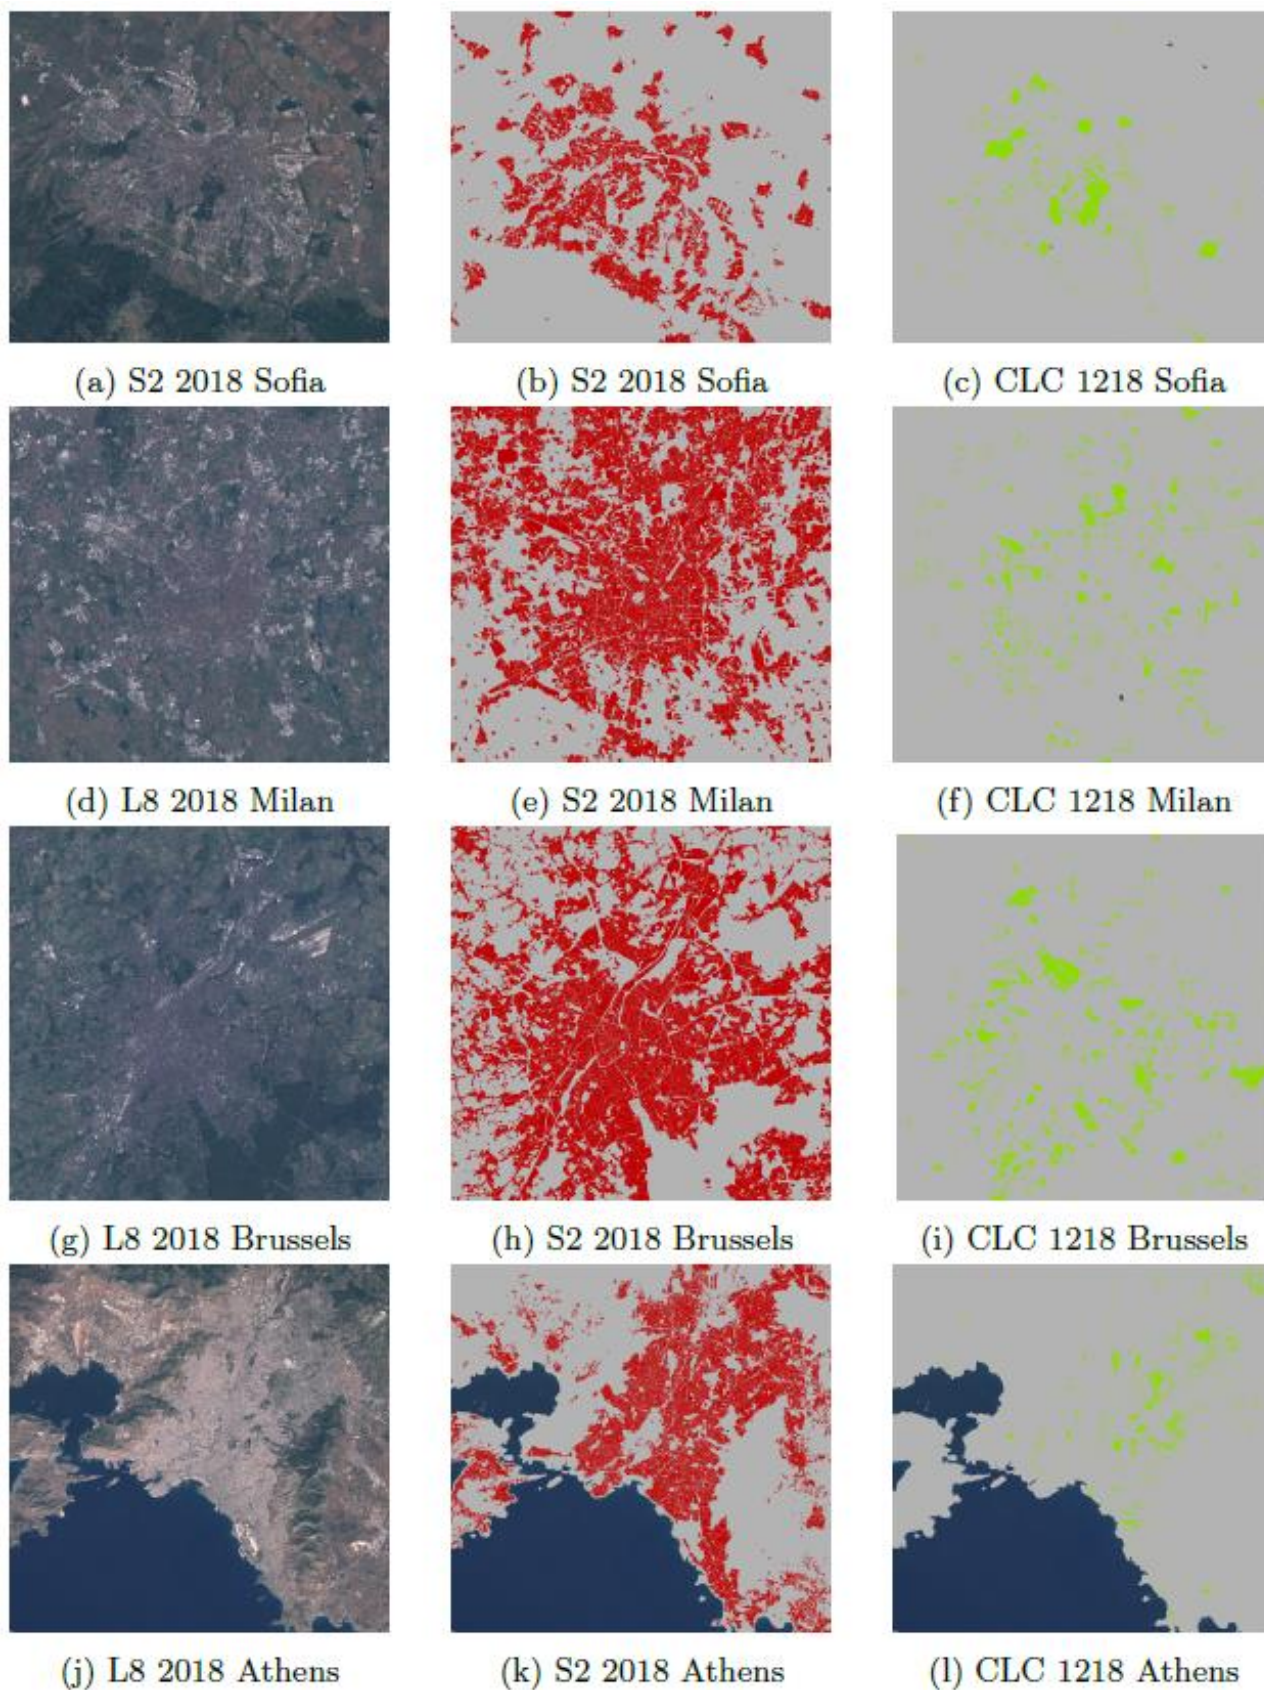 (a) S2 2018 Sofia
(b) S2 2018 Sofia
(c) CLC 1218 Sofia
(d) L8 2018 Milan
(e) S2 2018 Milan
(f) CLC 1218 Milan
(g) L8 2018 Brussels
(h) S2 2018 Brussels
(i) CLC 1218 Brussels
(j) L8 2018 Athens
(k) S2 2018 Athens
(l) CLC 1218 Athens